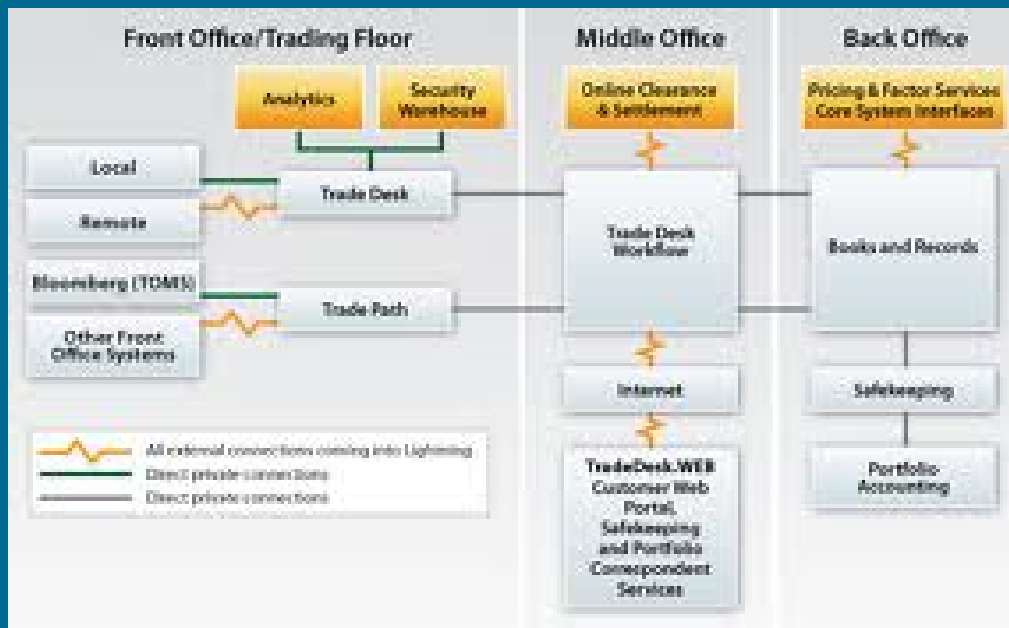 Front Office/Trading Floor
Middle Office
Back Office
Analytics
Security
Warehouse
Online Clearance
& Settlement
Pricing & Factor Services
Core System Interfaces
Local
Remote
Trade Desk
Bloomberg (TOMS)
Other Front
Office Systems
Trade Path
Trade Desk
Workflow
Books and Records
Internet
Safekeeping
TradeDesk.WEB
Customer Web
Portal,
Safekeeping
and Portfolio
Correspondent
Services
Portfolio
Accounting
All external connections coming into Lightning
Direct private connections
Direct private connections